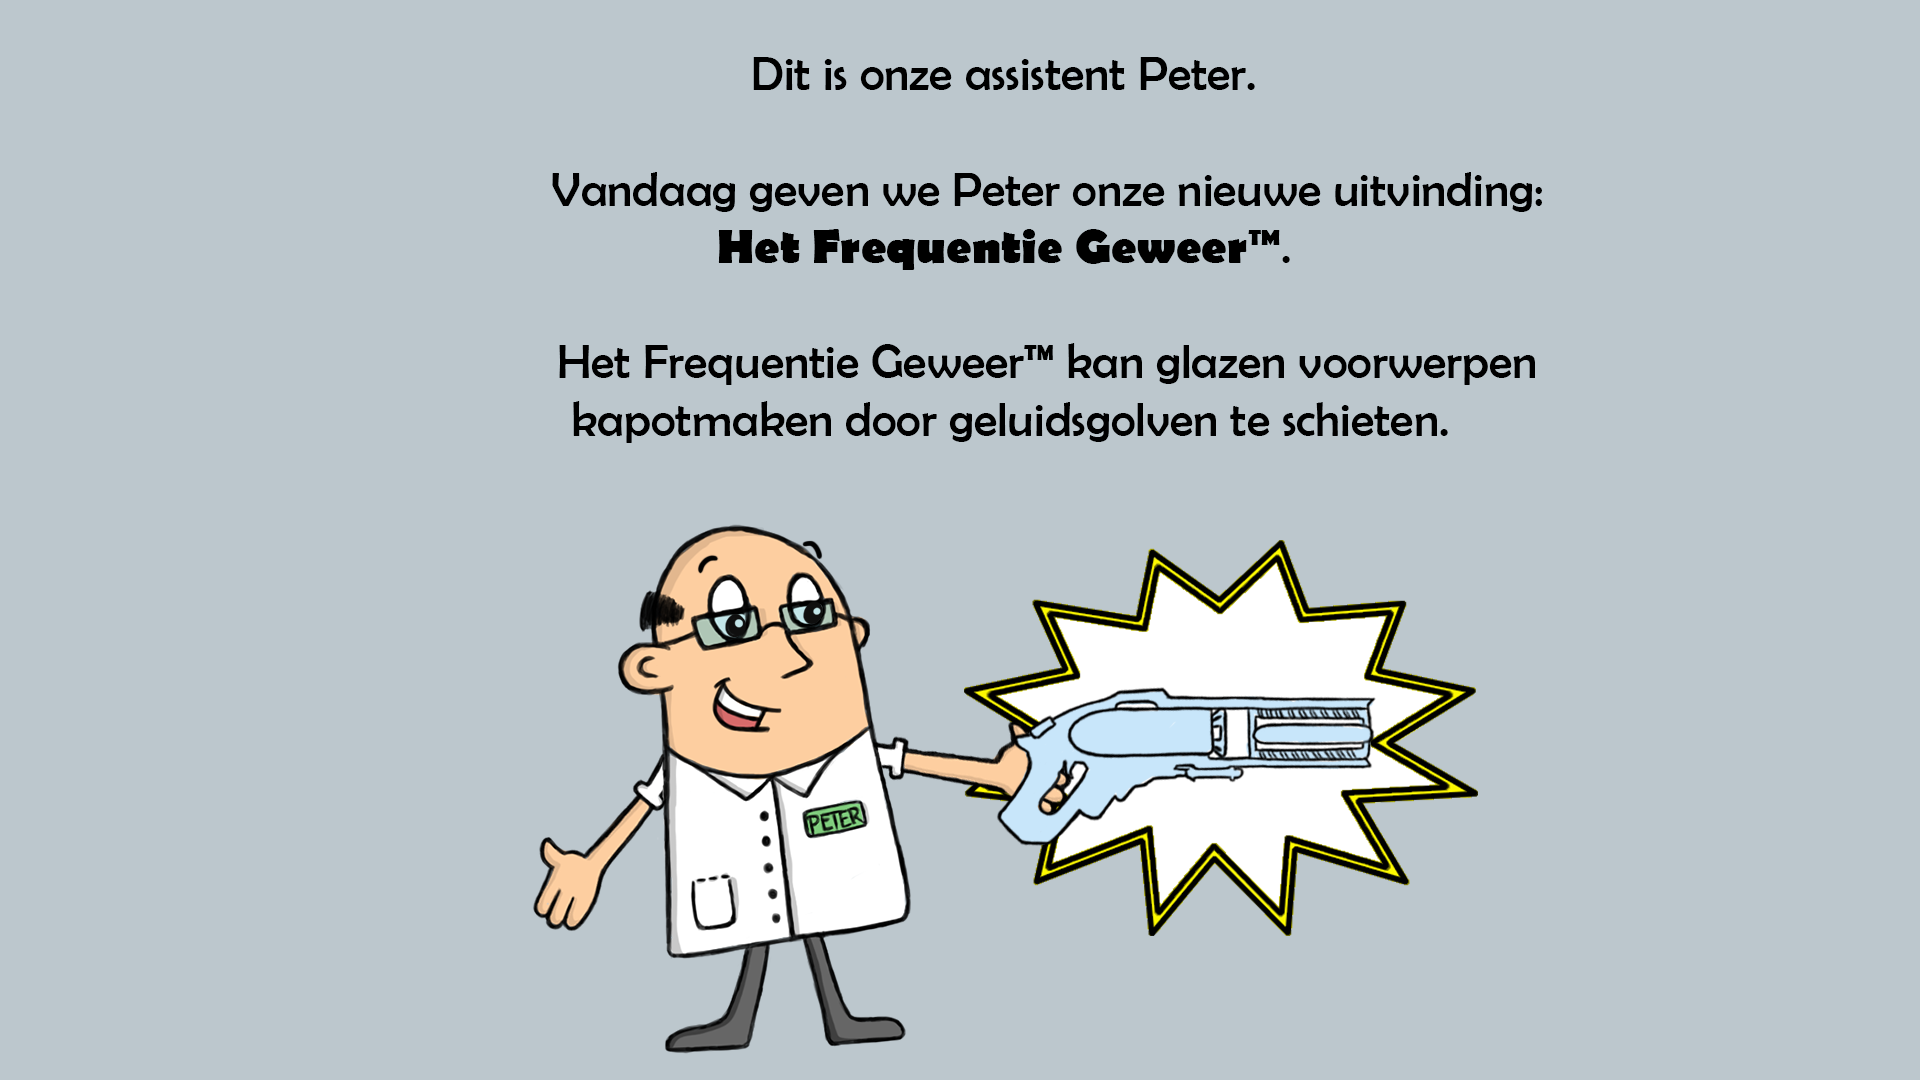 Dit is onze assistent Peter.
Vandaag geven we Peter onze nieuwe uitvinding:
Het Frequentie Geweer™.
Het Frequentie Geweer™ kan glazen voorwerpen
kapotmaken door geluidsgolven te schieten.
PETER